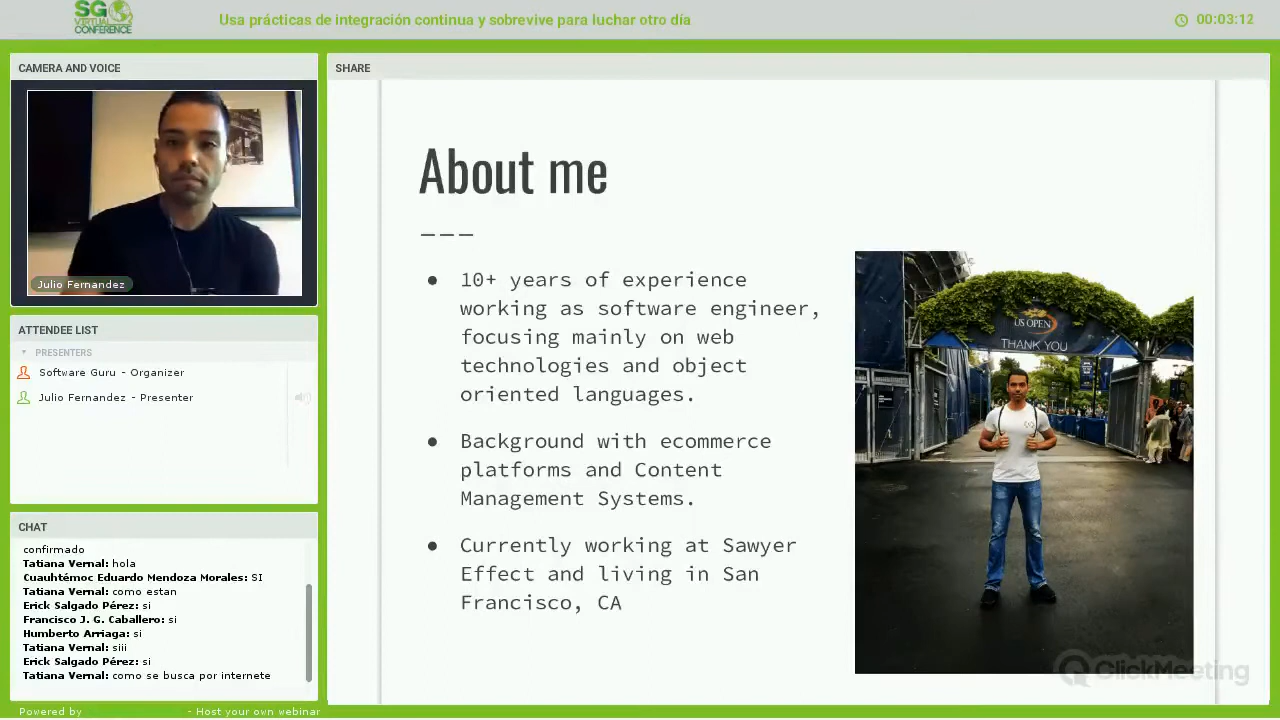 SG
VIRTUAL
CONFERENCE
Usa prácticas de integración continua y sobrevive para luchar otro día
00:03:12
CAMERA AND VOICE
Julio Fernandez
ATTENDEE LIST
PRESENTERS
Software Guru - Organizer
Julio Fernandez - Presenter
CHAT
confirmado
Tatiana Vernal: hola
Cuauhtémoc Eduardo Mendoza Morales: SI
Tatiana Vernal: como estan
Erick Salgado Pérez: si
Francisco J. G. Caballero: si
Humberto Arriaga: si
Tatiana Vernal: siii
Erick Salgado Pérez: si
Tatiana Vernal: como se busca por internete
Powered by - Host your own webinar
SHARE
About me
● 10+ years of experience
working as software engineer,
focusing mainly on web
technologies and object
oriented languages.
● Background with ecommerce
platforms and Content
Management Systems.
● Currently working at Sawyer
Effect and living in San
Francisco, CA
US OPEN
THANK YOU
ClickMeeting